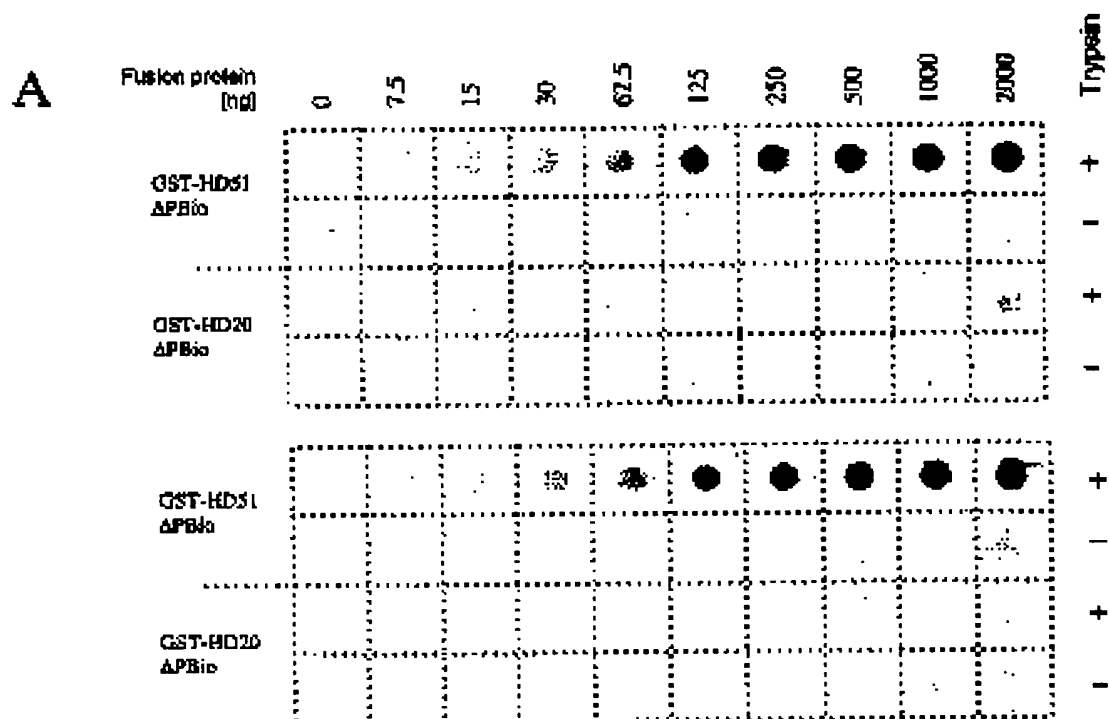 A
Fusion protein
[ng]
0 7.5 15 30 62.5 125 250 500 1000 2000
Trypsin
GST-HD51
ΔPBio
+
-
GST-HD20
ΔPBio
+
-
GST-HD51
ΔPBio
+
-
GST-HD20
ΔPBio
+
-